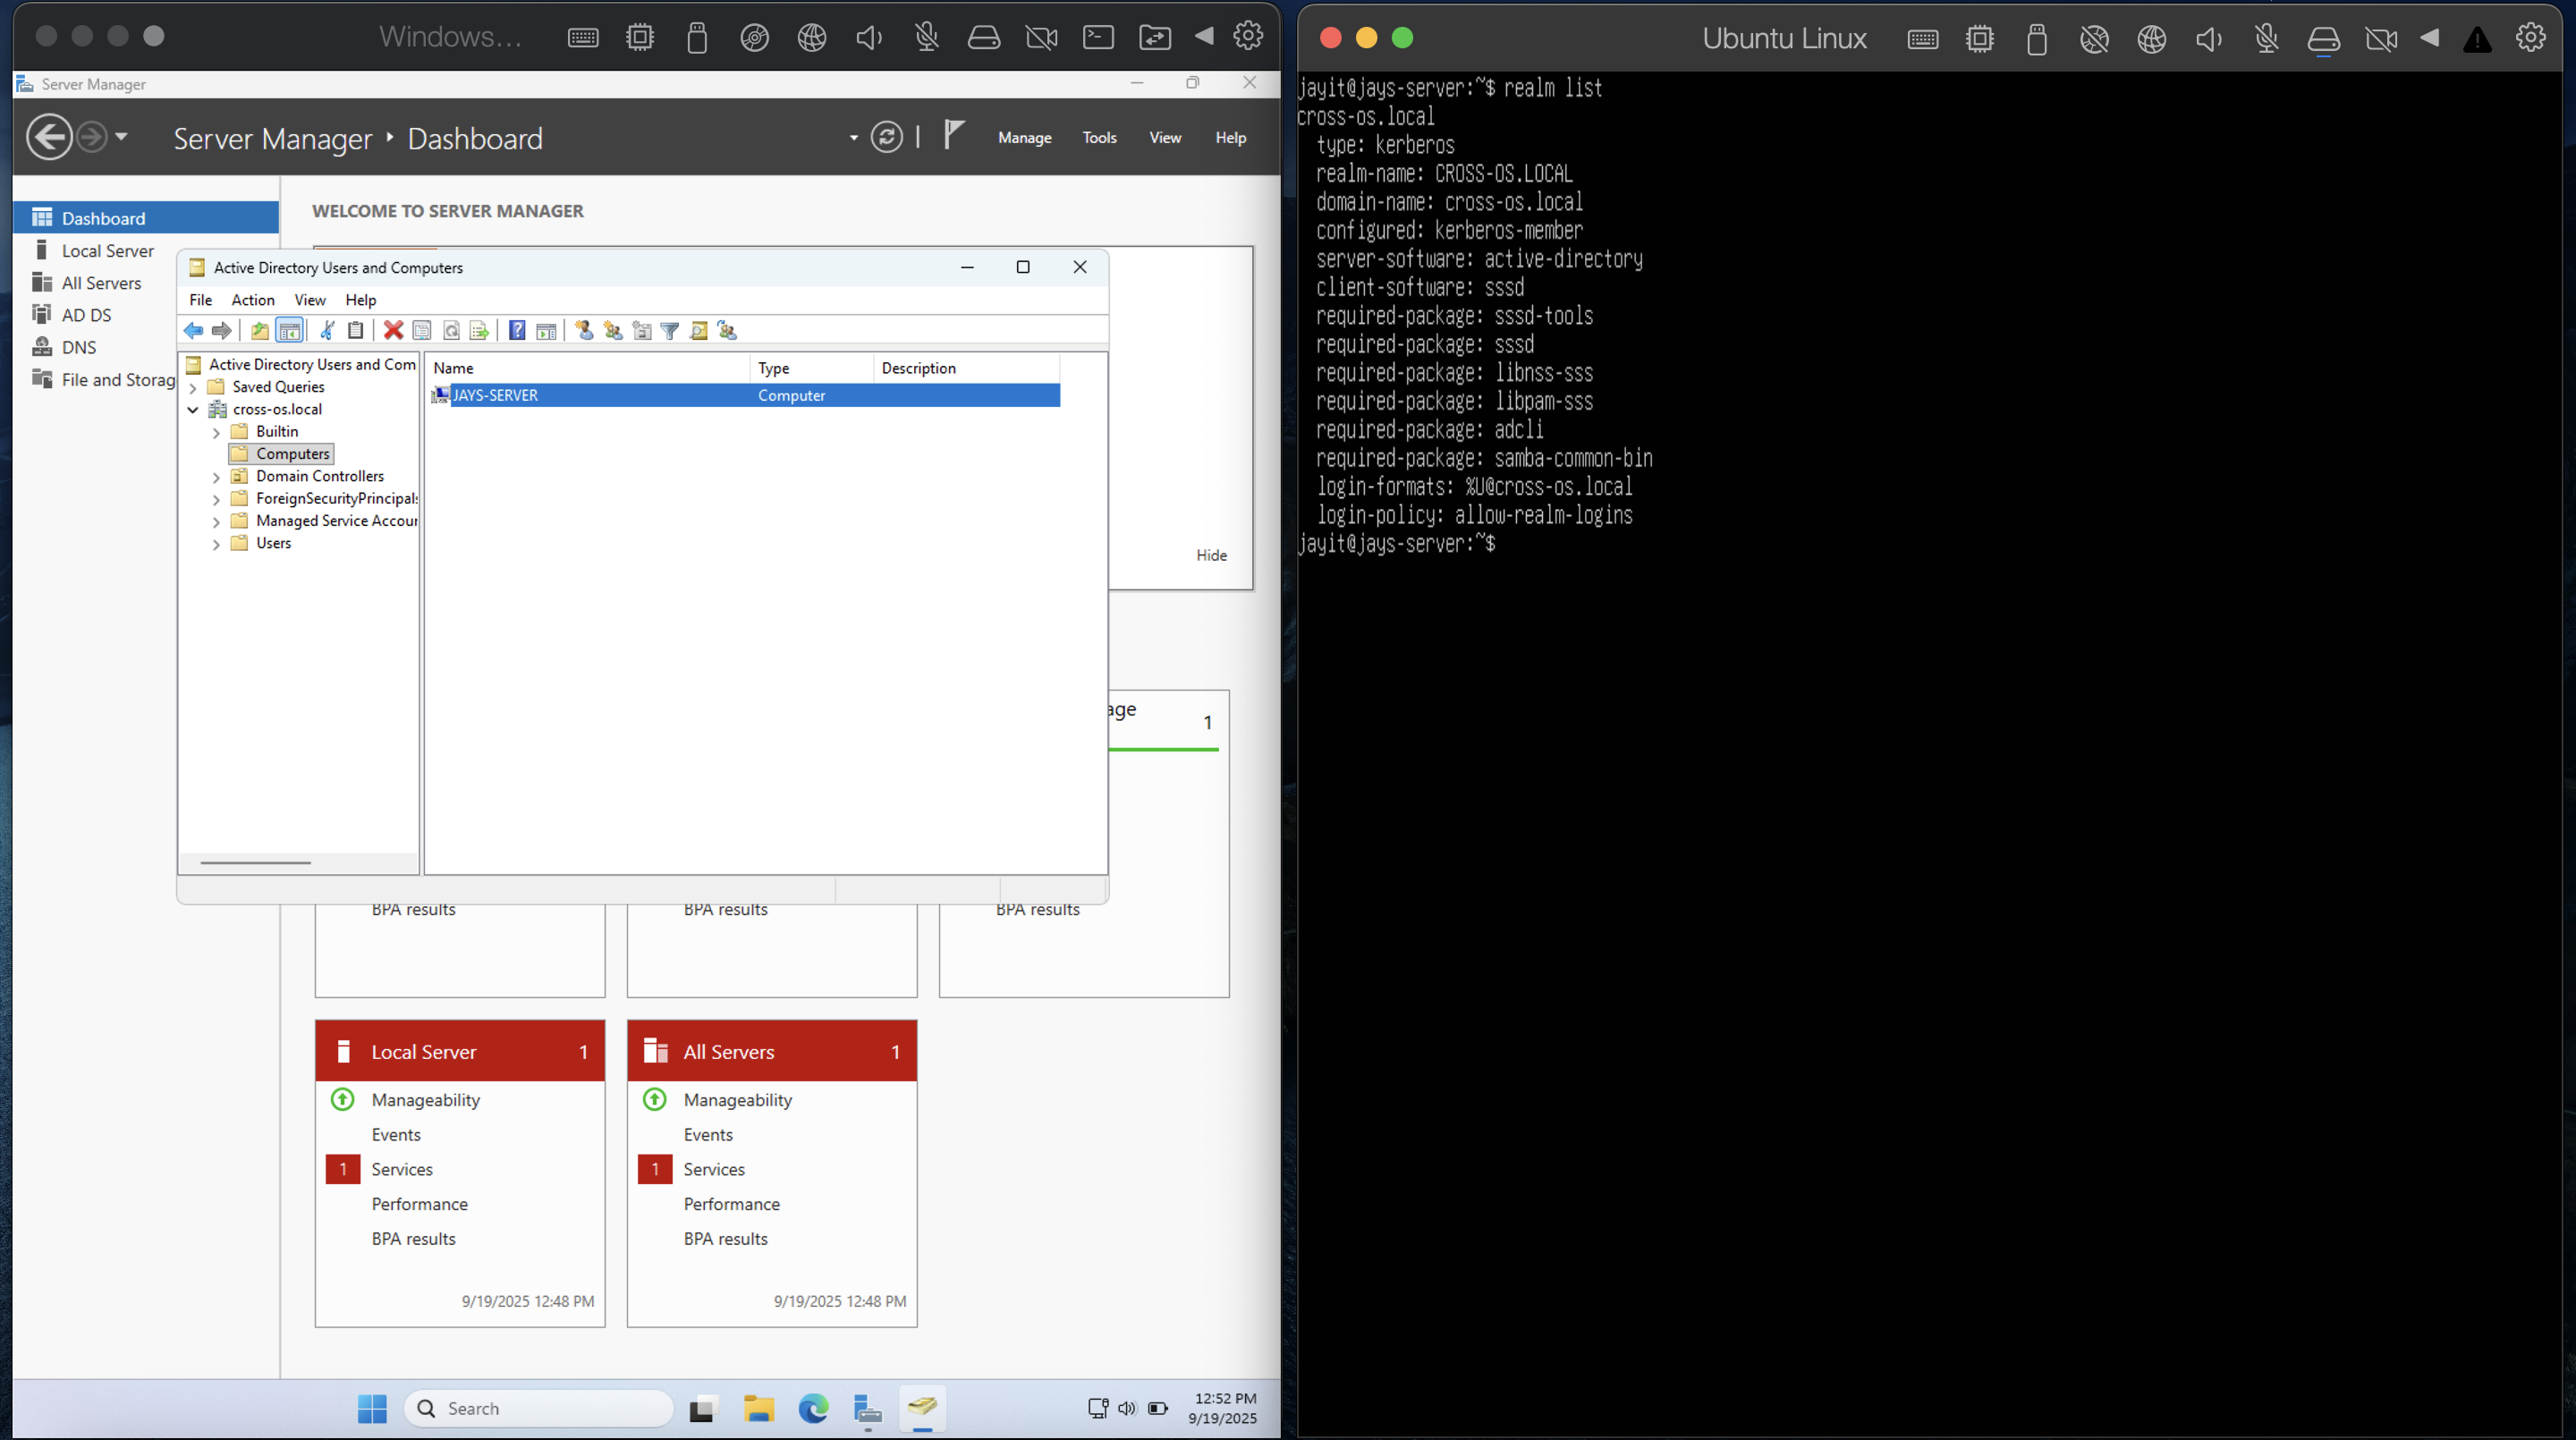 Windows...
Server Manager
Server Manager ‣ Dashboard
Manage
Tools
View
Help
Dashboard
Local Server
All Servers
AD DS
DNS
File and Storag
WELCOME TO SERVER MANAGER
Active Directory Users and Computers
File
Action
View
Help
Active Directory Users and Com
Saved Queries
cross-os.local
Builtin
Computers
Domain Controllers
ForeignSecurityPrincipals
Managed Service Accour
Users
Name
Type
Description
JAYS-SERVER
Computer
Hide
age
1
BPA results
BPA results
BPA results
Local Server
1
Manageability
Events
1
Services
Performance
BPA results
9/19/2025 12:48 PM
All Servers
1
Manageability
Events
1
Services
Performance
BPA results
9/19/2025 12:48 PM
Search
12:52 PM
9/19/2025
Ubuntu Linux
jayit@jays-server:~$ realm list
cross-os.local
type: kerberos
realm-name: CROSS-OS.LOCAL
domain-name: cross-os.local
configured: kerberos-member
server-software: active-directory
client-software: sssd
required-package: sssd-tools
required-package: sssd
required-package: libnss-sss
required-package: libpam-sss
required-package: adcli
required-package: samba-common-bin
login-formats: %U@cross-os.local
login-policy: allow-realm-logins
jayit@jays-server:~$